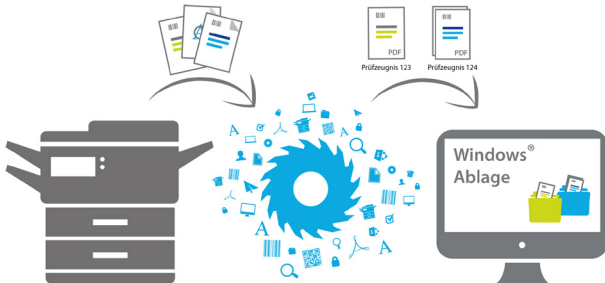 PDF
PDF
Prüfzeugnis 123
Prüfzeugnis 124
A
A
A
Windows®
Ablage